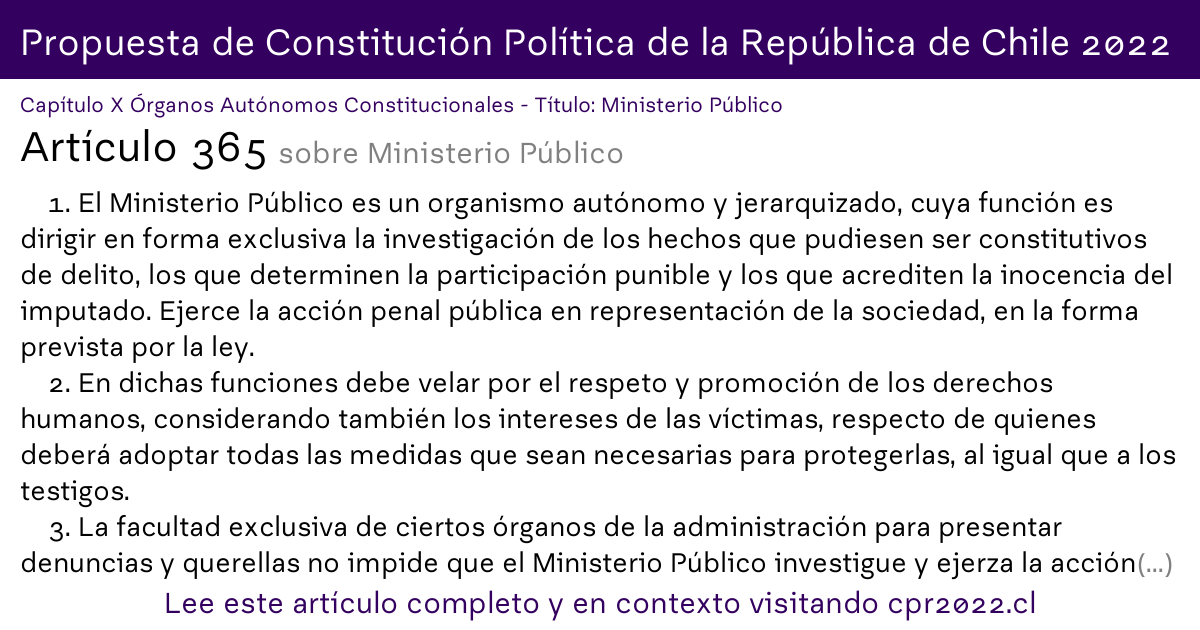 Propuesta de Constitución Política de la República de Chile 2022
Capítulo X Órganos Autónomos Constitucionales - Título: Ministerio Público
Artículo 365 sobre Ministerio Público
1. El Ministerio Público es un organismo autónomo y jerarquizado, cuya función es
dirigir en forma exclusiva la investigación de los hechos que pudiesen ser constitutivos
de delito, los que determinen la participación punible y los que acrediten la inocencia del
imputado. Ejerce la acción penal pública en representación de la sociedad, en la forma
prevista por la ley.
2. En dichas funciones debe velar por el respeto y promoción de los derechos
humanos, considerando también los intereses de las víctimas, respecto de quienes
deberá adoptar todas las medidas que sean necesarias para protegerlas, al igual que a los
testigos.
3. La facultad exclusiva de ciertos órganos de la administración para presentar
denuncias y querellas no impide que el Ministerio Público investigue y ejerza la acción(...)
Lee este artículo completo y en contexto visitando cpr2022.cl